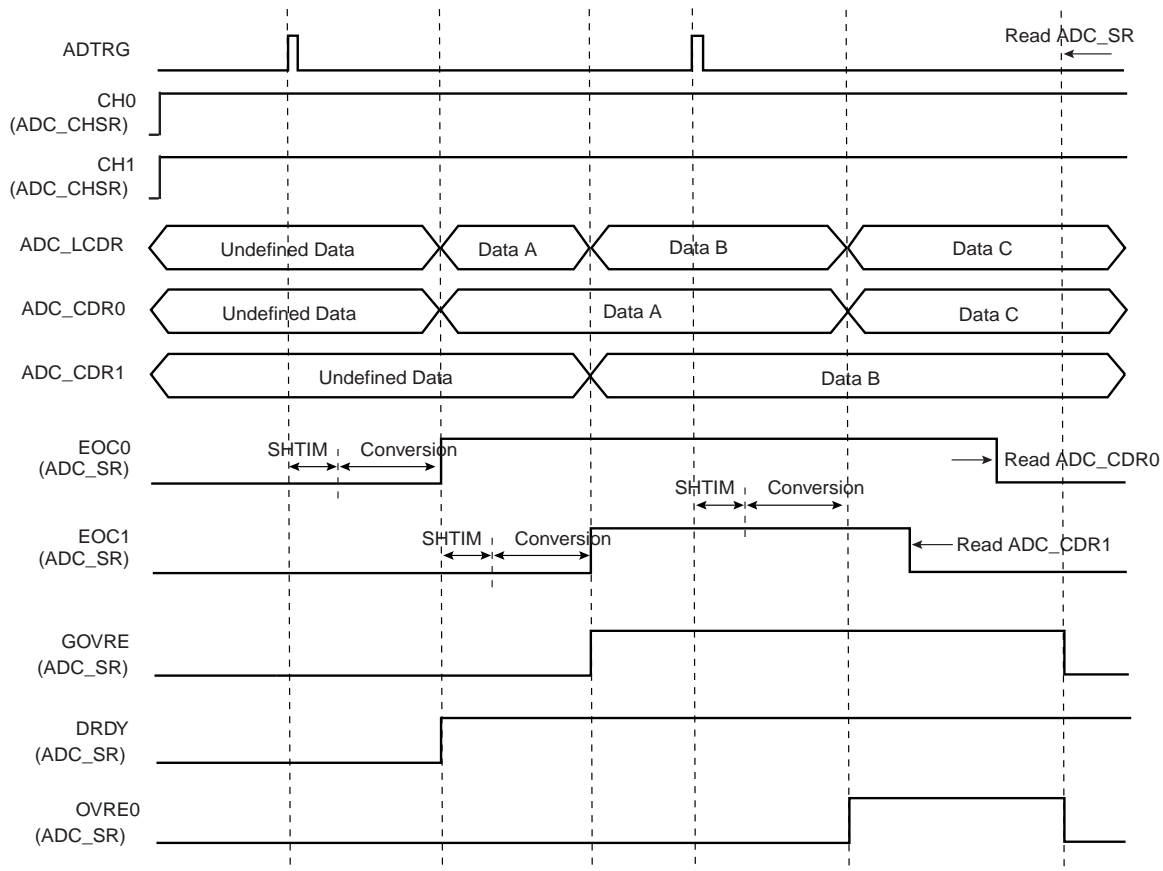 ADTRG
Read ADC_SR
CH0
(ADC_CHSR)
CH1
(ADC_CHSR)
ADC_LCDR
Undefined Data
Data A
Data B
Data C
ADC_CDR0
Undefined Data
Data A
Data C
ADC_CDR1
Undefined Data
Data B
EOC0
(ADC_SR)
SHTIM
Conversion
Read ADC_CDR0
SHTIM
Conversion
EOC1
(ADC_SR)
SHTIM
Conversion
Read ADC_CDR1
GOVRE
(ADC_SR)
DRDY
(ADC_SR)
OVRE0
(ADC_SR)